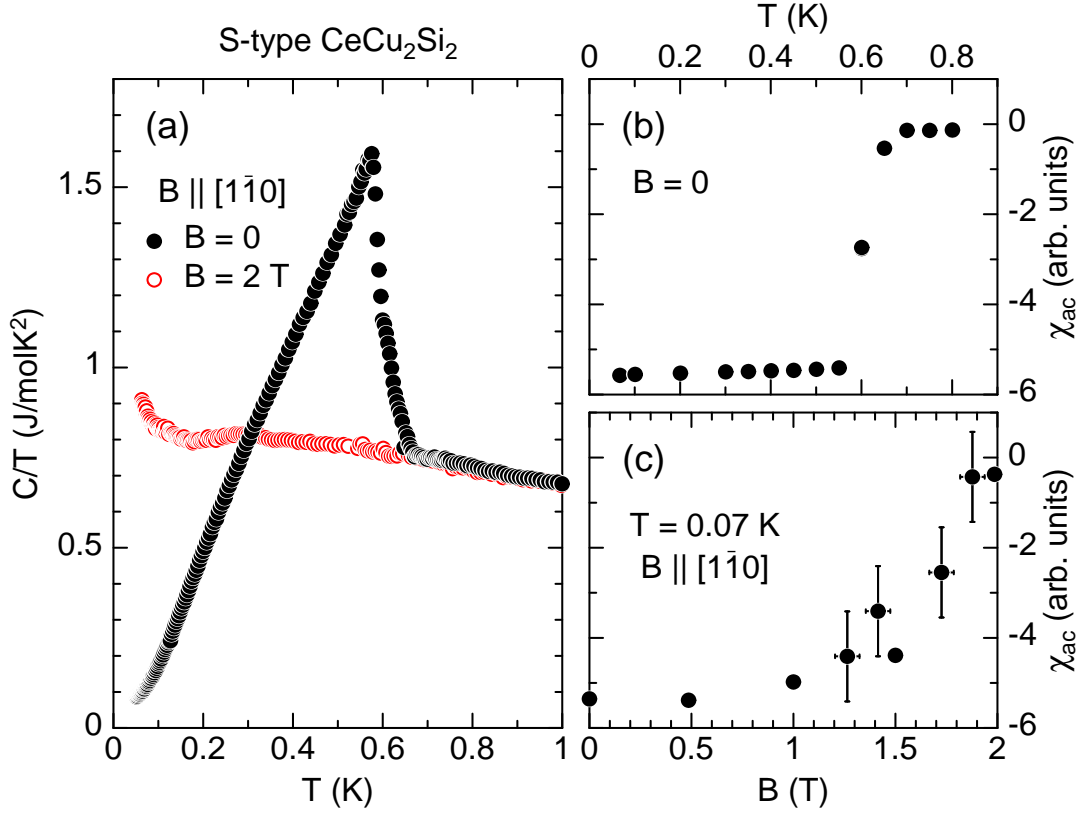 S-type CeCu₂Si₂
(a)
B || [11̄0]
B = 0
B = 2 T
C/T (J/molK²)
1.5
1
0.5
0
0 0.2 0.4 0.6 0.8 1
T (K)
T (K)
0 0.2 0.4 0.6 0.8
(b)
B = 0
0
-2
-4
-6
χac (arb. units)
(c)
T = 0.07 K
B || [11̄0]
0
-2
-4
-6
χac (arb. units)
0 0.5 1 1.5 2
B (T)